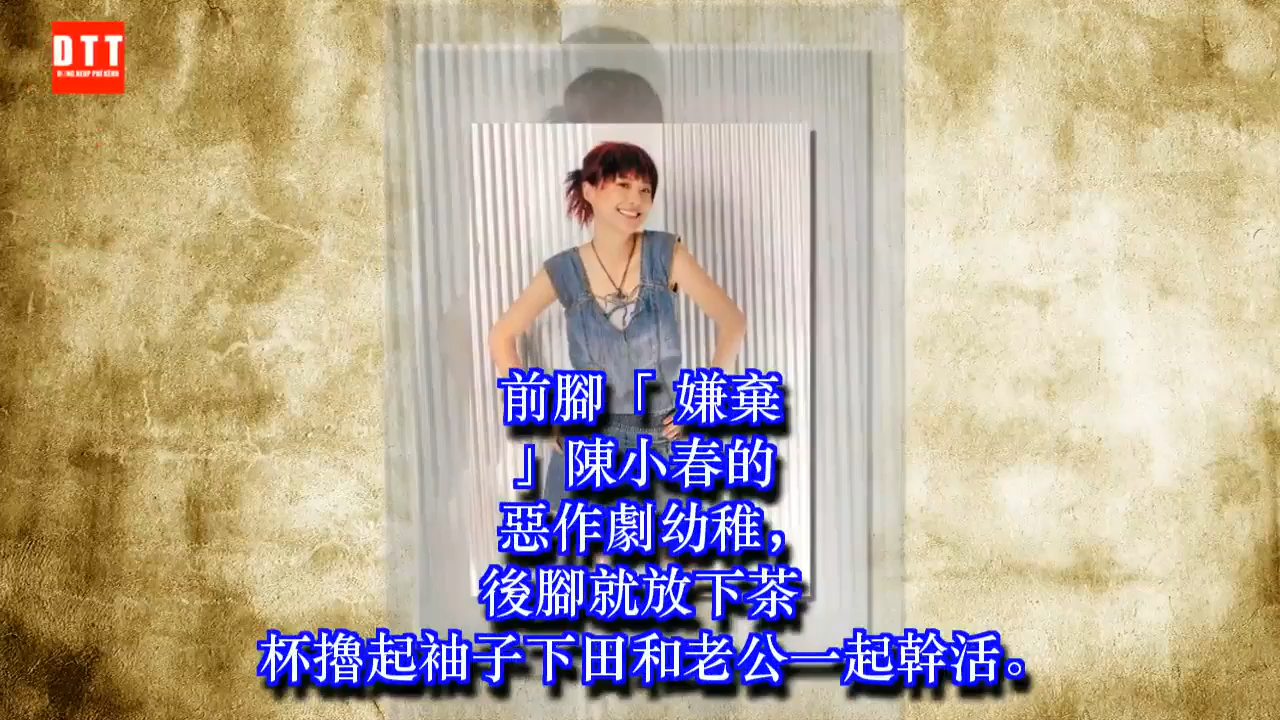 DTT
前腳「 嫌棄
」陳小春的
惡作劇幼稚，
後腳就放下茶
杯擼起袖子下田和老公一起幹活。